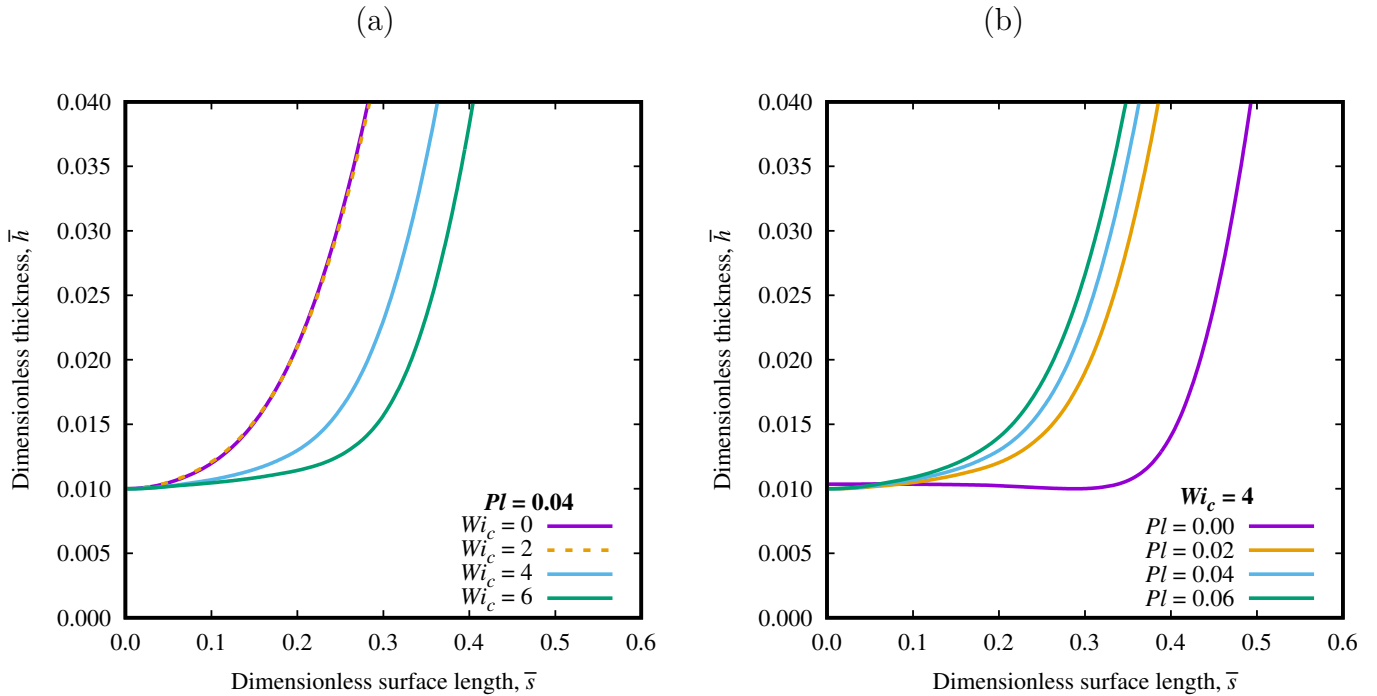 (a)
0.040
0.035
0.030
0.025
0.020
0.015
0.010
0.005
0.000
0.0 0.1 0.2 0.3 0.4 0.5 0.6
Dimensionless thickness, h̅
Dimensionless surface length, s̅
Pl = 0.04
Wi_c = 0
Wi_c = 2
Wi_c = 4
Wi_c = 6
(b)
0.040
0.035
0.030
0.025
0.020
0.015
0.010
0.005
0.000
0.0 0.1 0.2 0.3 0.4 0.5 0.6
Dimensionless thickness, h̅
Dimensionless surface length, s̅
Wi_c = 4
Pl = 0.00
Pl = 0.02
Pl = 0.04
Pl = 0.06